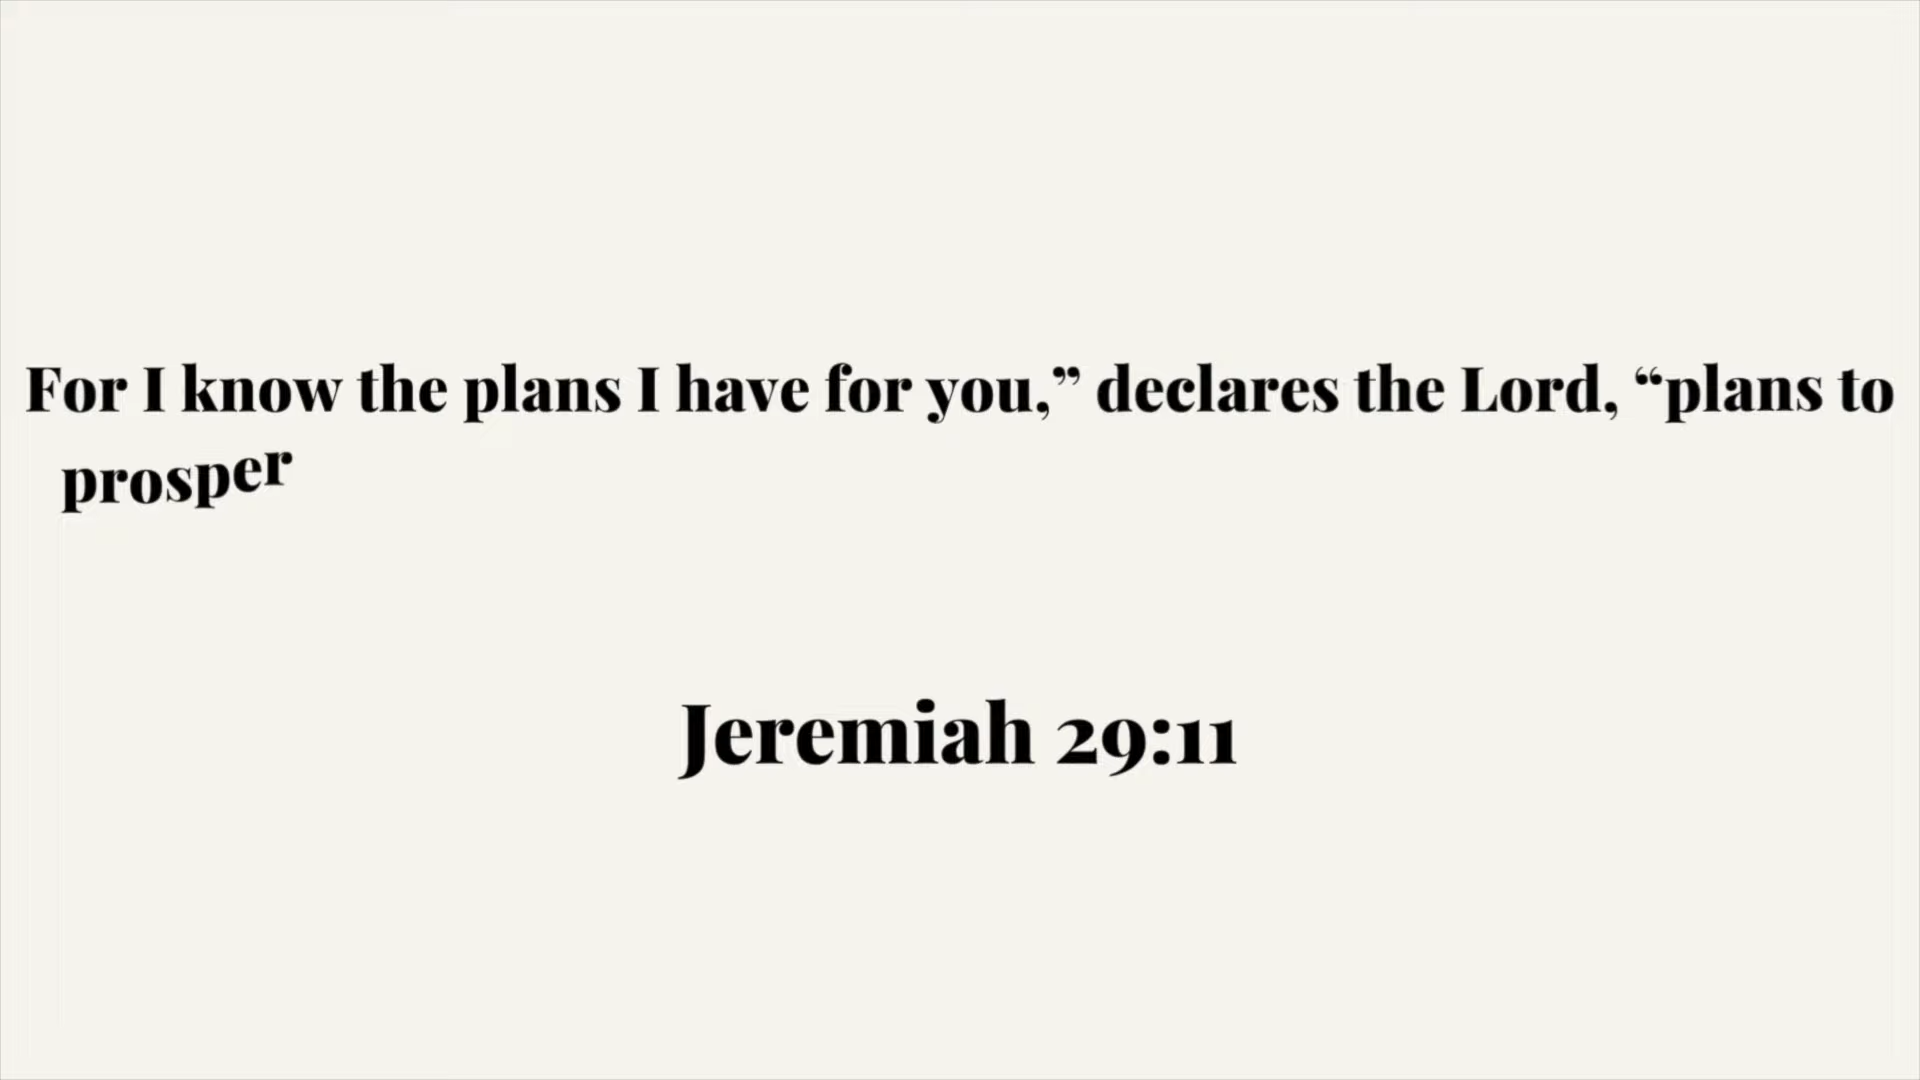 For I know the plans I have for you,” declares the Lord, “plans to
prosper
Jeremiah 29:11